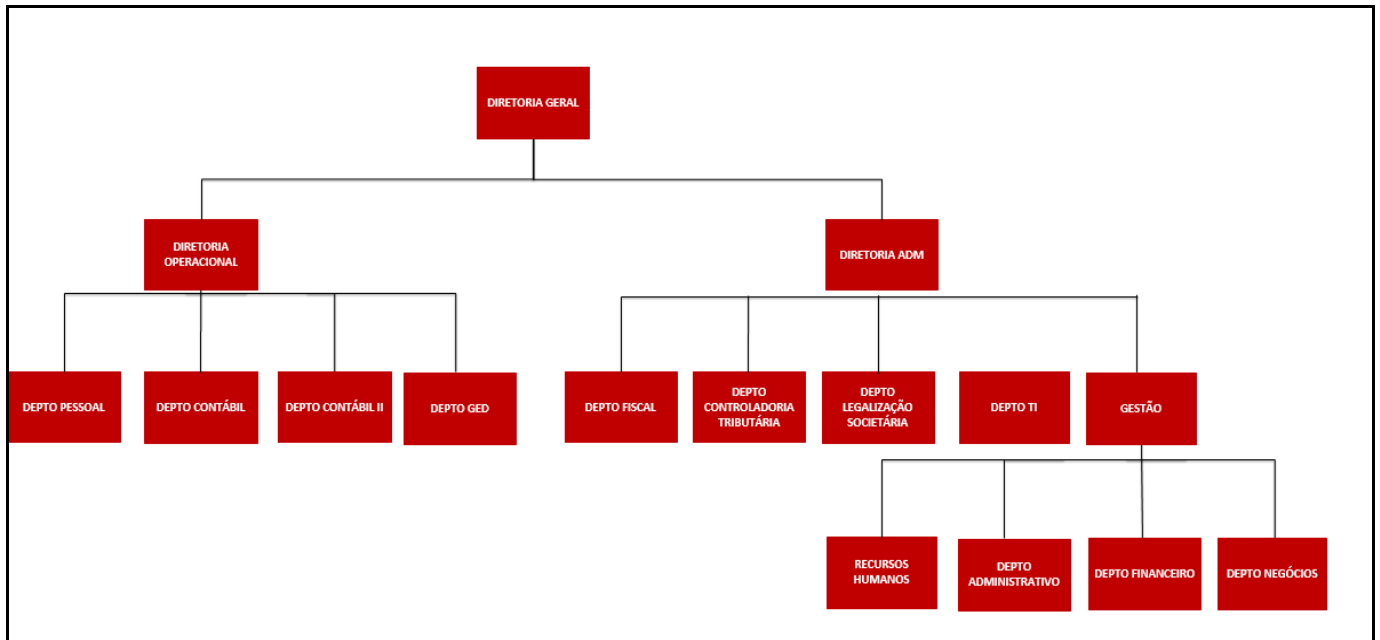 DIRETORIA GERAL
DIRETORIA
OPERACIONAL
DIRETORIA ADM
DEPTO PESSOAL
DEPTO CONTÁBIL
DEPTO CONTÁBIL II
DEPTO GED
DEPTO FISCAL
DEPTO
CONTROLADORIA
TRIBUTÁRIA
DEPTO
LEGALIZAÇÃO
SOCIETÁRIA
DEPTO TI
GESTÃO
RECURSOS
HUMANOS
DEPTO
ADMINISTRATIVO
DEPTO FINANCEIRO
DEPTO NEGÓCIOS